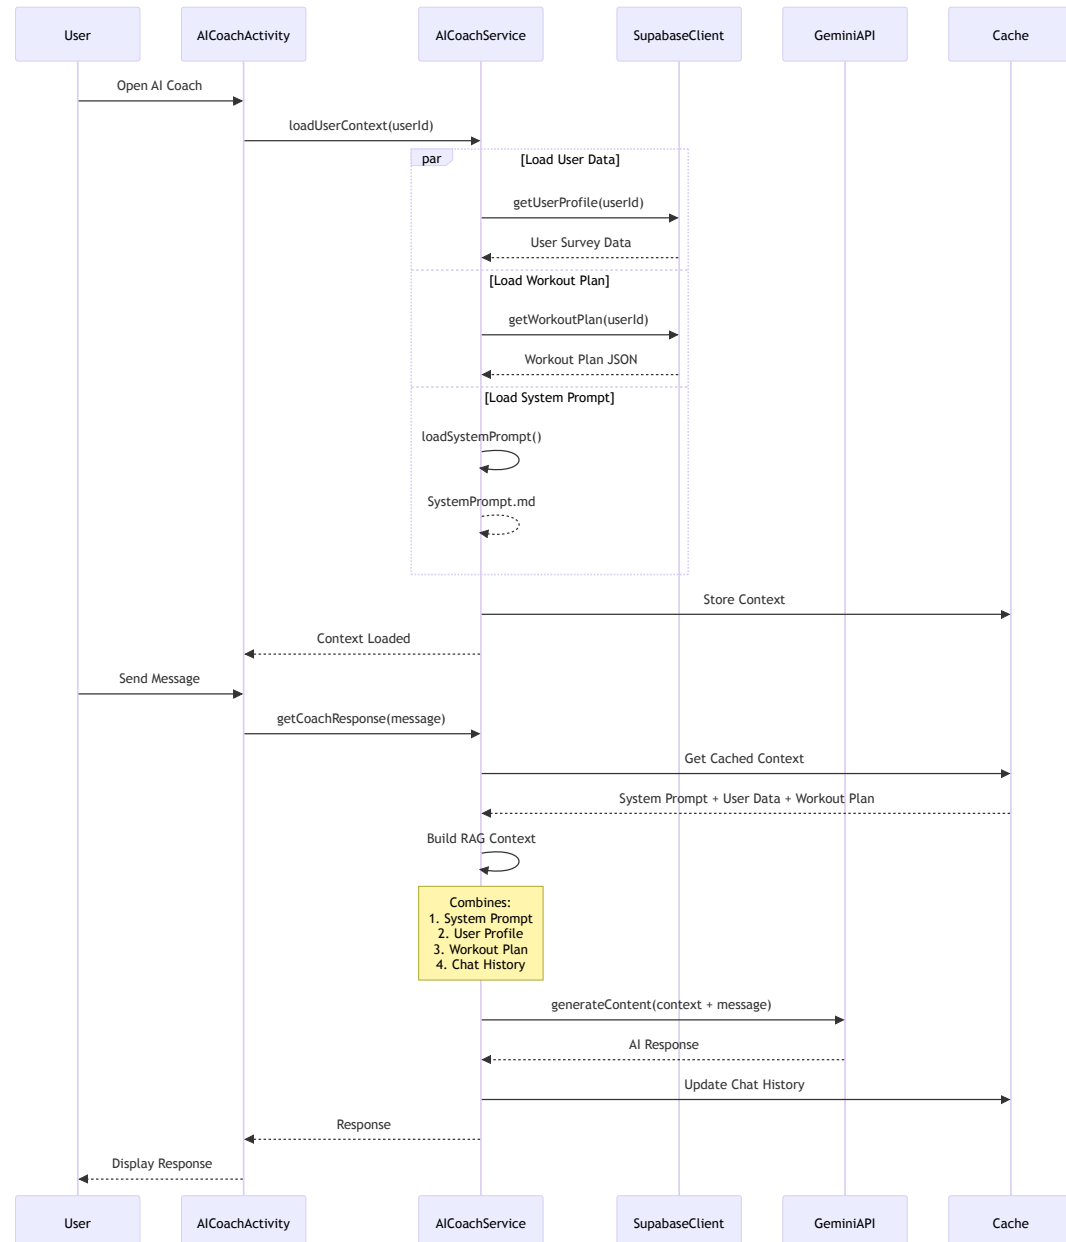 User
AICoachActivity
AICoachService
SupabaseClient
GeminiAPI
Cache
Open AI Coach
loadUserContext(userId)
par
[Load User Data]
getUserProfile(userId)
User Survey Data
[Load Workout Plan]
getWorkoutPlan(userId)
Workout Plan JSON
[Load System Prompt]
loadSystemPrompt()
SystemPrompt.md
Store Context
Context Loaded
Send Message
getCoachResponse(message)
Get Cached Context
System Prompt + User Data + Workout Plan
Build RAG Context
Combines:
1. System Prompt
2. User Profile
3. Workout Plan
4. Chat History
generateContent(context + message)
AI Response
Update Chat History
Response
Display Response
User
AICoachActivity
AICoachService
SupabaseClient
GeminiAPI
Cache